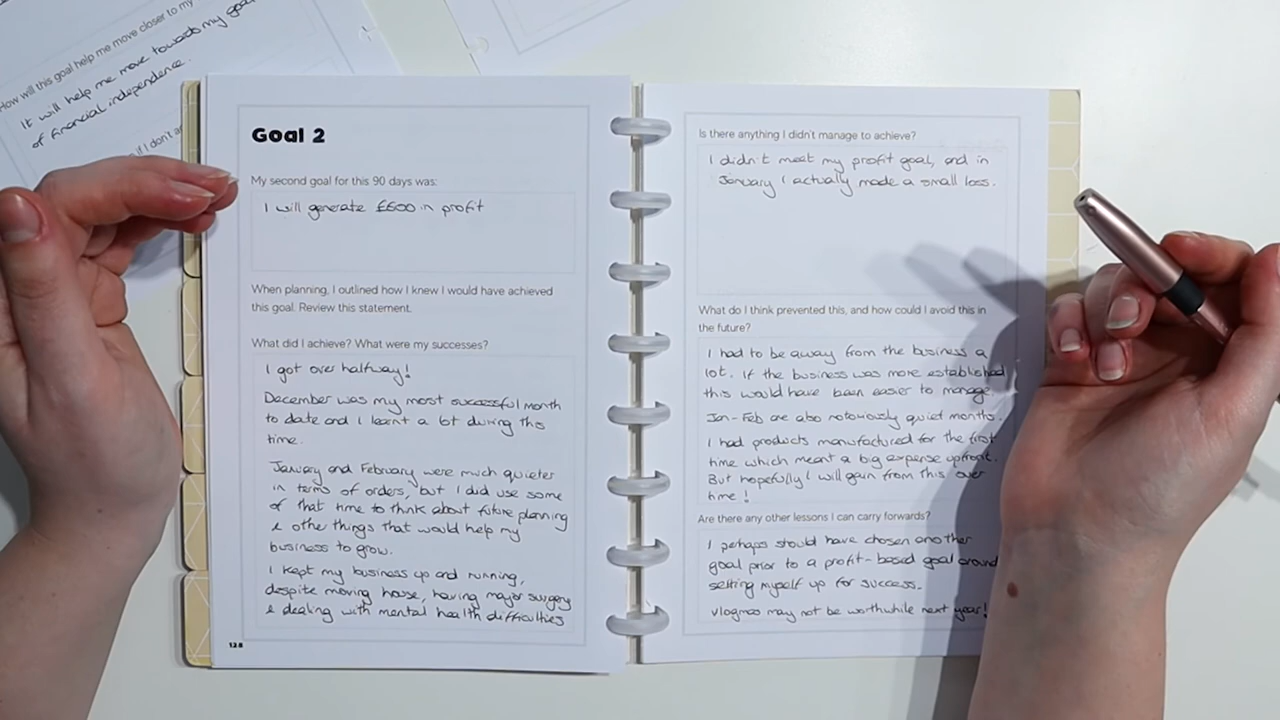 How will this goal help me move closer to my
It will help me move towards my goal
of financial independence.
if I don't
Goal 2
My second goal for this 90 days was:
I will generate £600 in profit
When planning, I outlined how I knew I would have achieved
this goal. Review this statement.
What did I achieve? What were my successes?
I got over halfway!
December was my most successful month
to date and I learnt a lot during this
time.
January and February were much quieter
in terms of orders, but I did use some
of that time to think about future planning
& other things that would help my
business to grow.
I kept my business up and running,
despite moving house, having major surgery
& dealing with mental health difficulties
128
Is there anything I didn't manage to achieve?
I didn't meet my profit goal, and in
January I actually made a small loss.
What do I think prevented this, and how could I avoid this in
the future?
I had to be away from the business a
lot. If the business was more established
this would have been easier to manage.
Jan-Feb are also notoriously quiet months.
I had products manufactured for the first
time which meant a big expense upfront.
But hopefully I will gain from this over
time!
Are there any other lessons I can carry forwards?
I perhaps should have chosen another
goal prior to a profit-based goal around
setting myself up for success.
Vlogmas may not be worthwhile next year!